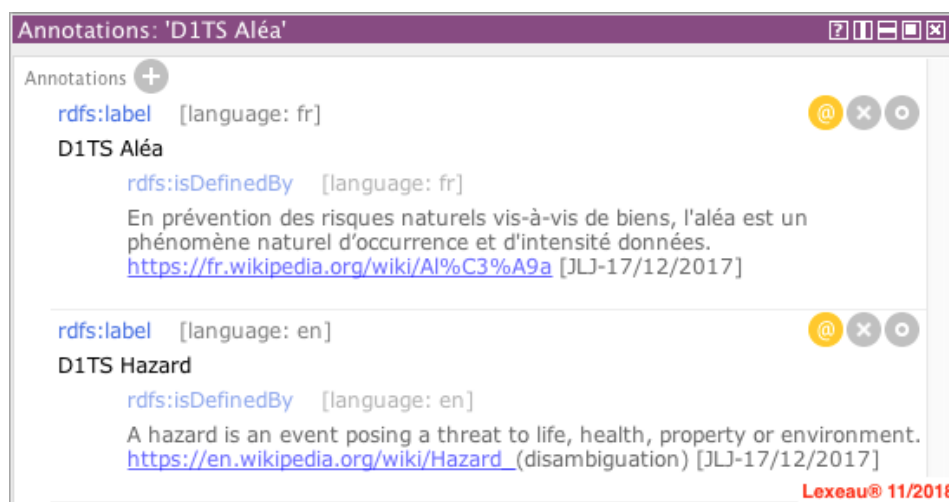 Annotations: 'D1TS Aléa'
Annotations
rdfs:label [language: fr]
D1TS Aléa
rdfs:isDefinedBy [language: fr]
En prévention des risques naturels vis-à-vis de biens, l'aléa est un
phénomène naturel d’occurrence et d'intensité données.
https://fr.wikipedia.org/wiki/Al%C3%A9a [JLJ-17/12/2017]
rdfs:label [language: en]
D1TS Hazard
rdfs:isDefinedBy [language: en]
A hazard is an event posing a threat to life, health, property or environment.
https://en.wikipedia.org/wiki/Hazard_(disambiguation) [JLJ-17/12/2017]
Lexeau® 11/2018